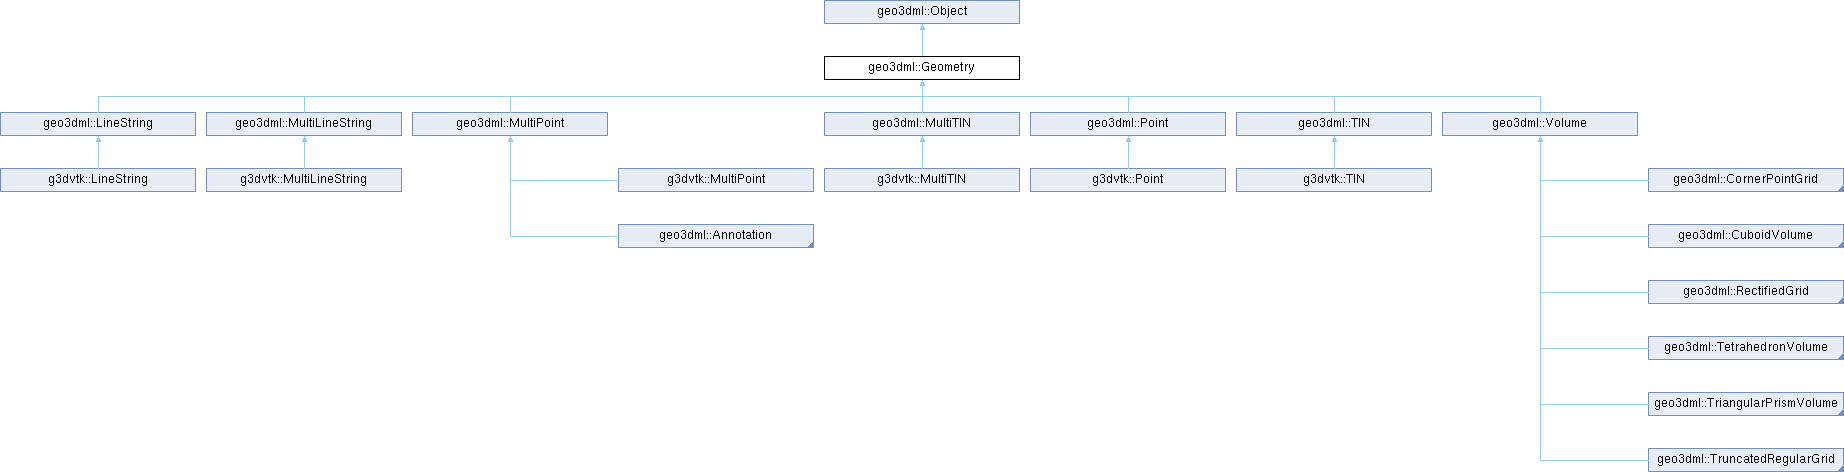 geo3dml::Object
geo3dml::Geometry
geo3dml::LineString
geo3dml::MultiLineString
geo3dml::MultiPoint
geo3dml::MultiTIN
geo3dml::Point
geo3dml::TIN
geo3dml::Volume
g3dvtk::LineString
g3dvtk::MultiLineString
g3dvtk::MultiPoint
g3dvtk::MultiTIN
g3dvtk::Point
g3dvtk::TIN
geo3dml::CornerPointGrid
geo3dml::Annotation
geo3dml::CuboidVolume
geo3dml::RectifiedGrid
geo3dml::TetrahedronVolume
geo3dml::TriangularPrismVolume
geo3dml::TruncatedRegularGrid